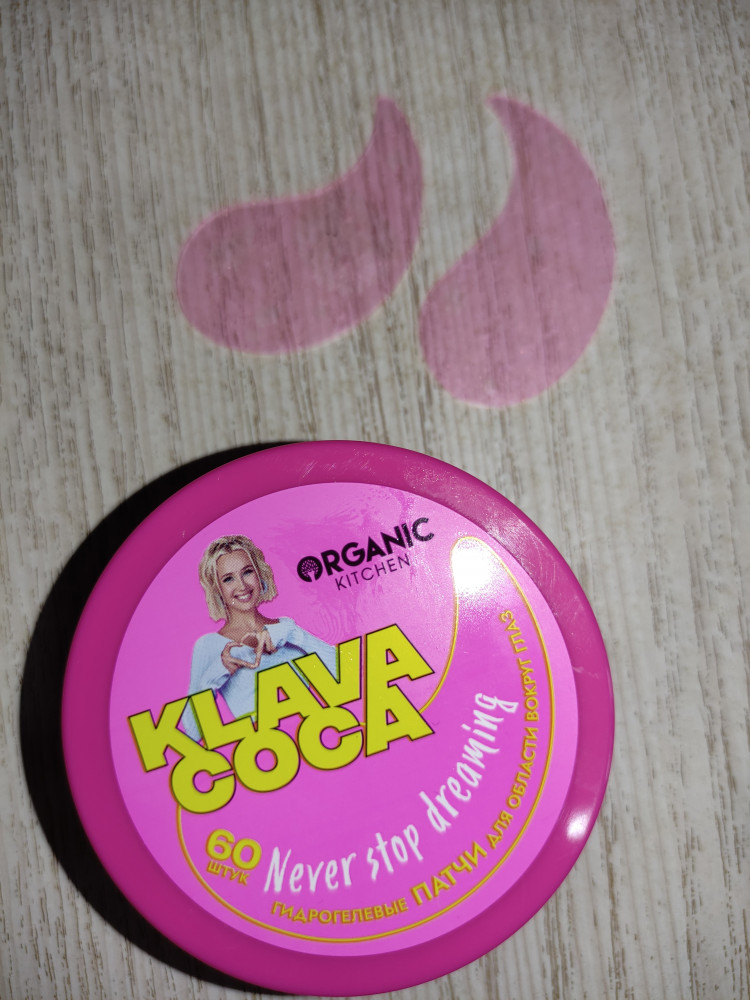 ORGANIC
KITCHEN
KLAVA
COCA
60
ШТУК
Never stop dreaming
ГИДРОГЕЛЕВЫЕ ПАТЧИ ДЛЯ ОБЛАСТИ ВОКРУГ ГЛАЗ